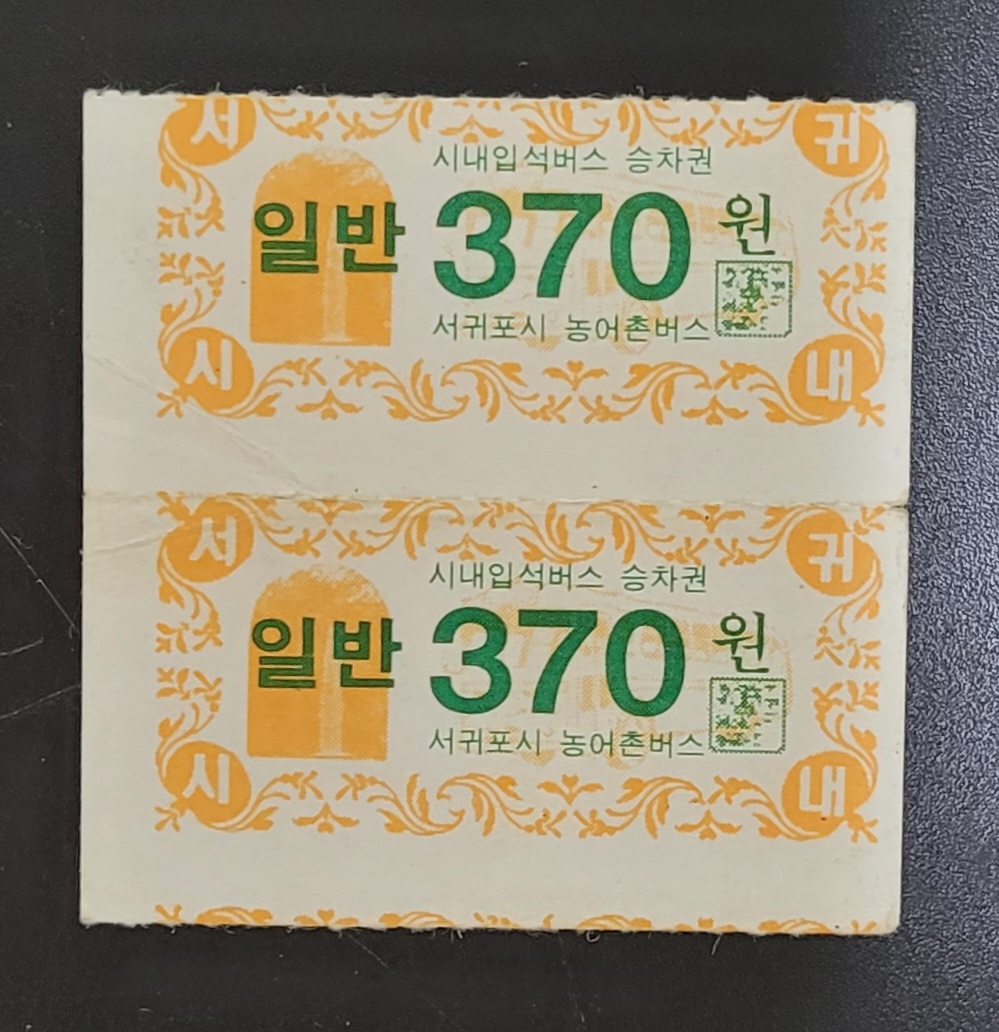 서 귀
시내입석버스 승차권
일반 370 원
서귀포시 농어촌버스
시 내
서 귀
시내입석버스 승차권
일반 370 원
서귀포시 농어촌버스
시 내